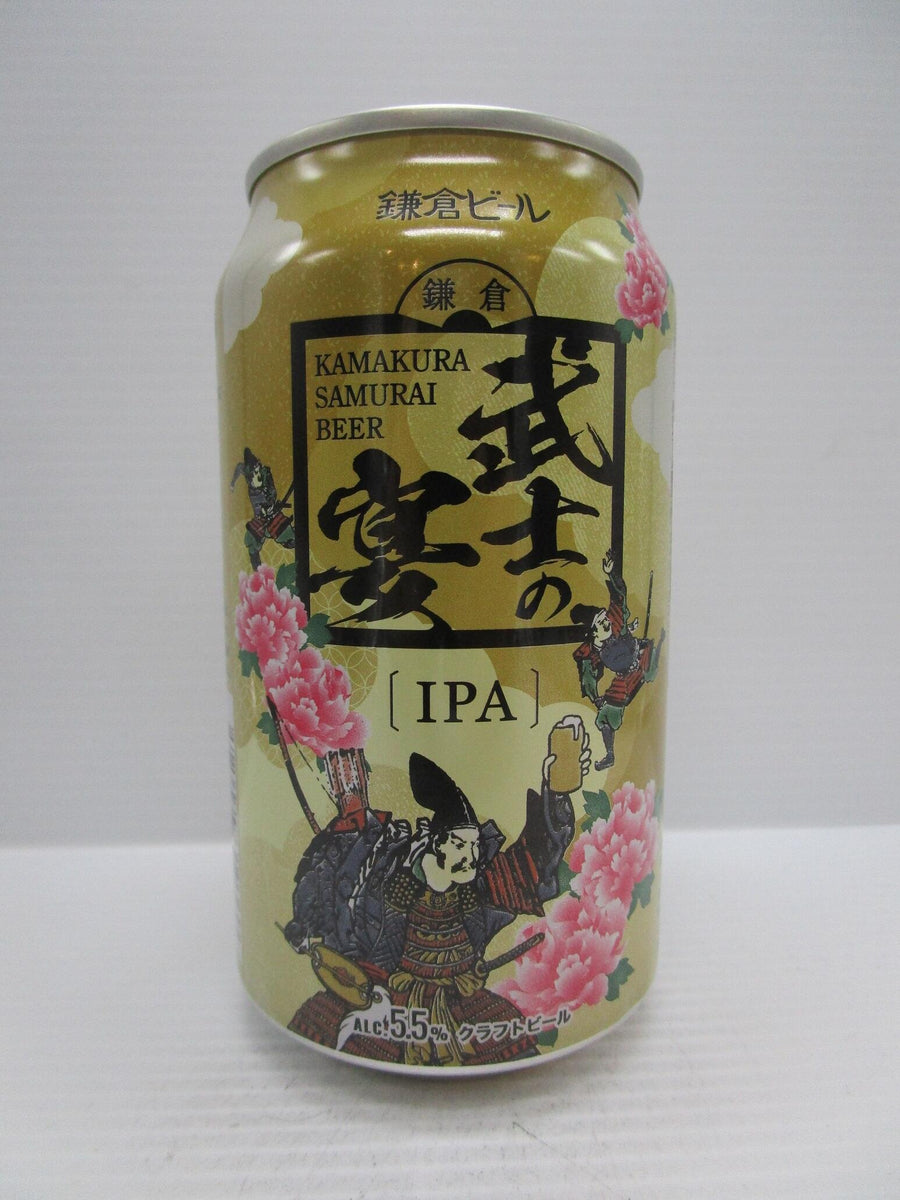 鎌倉ビール
鎌倉
KAMAKURA
SAMURAI
BEER
武士の
宴
[IPA]
ALC.5.5% クラフトビール